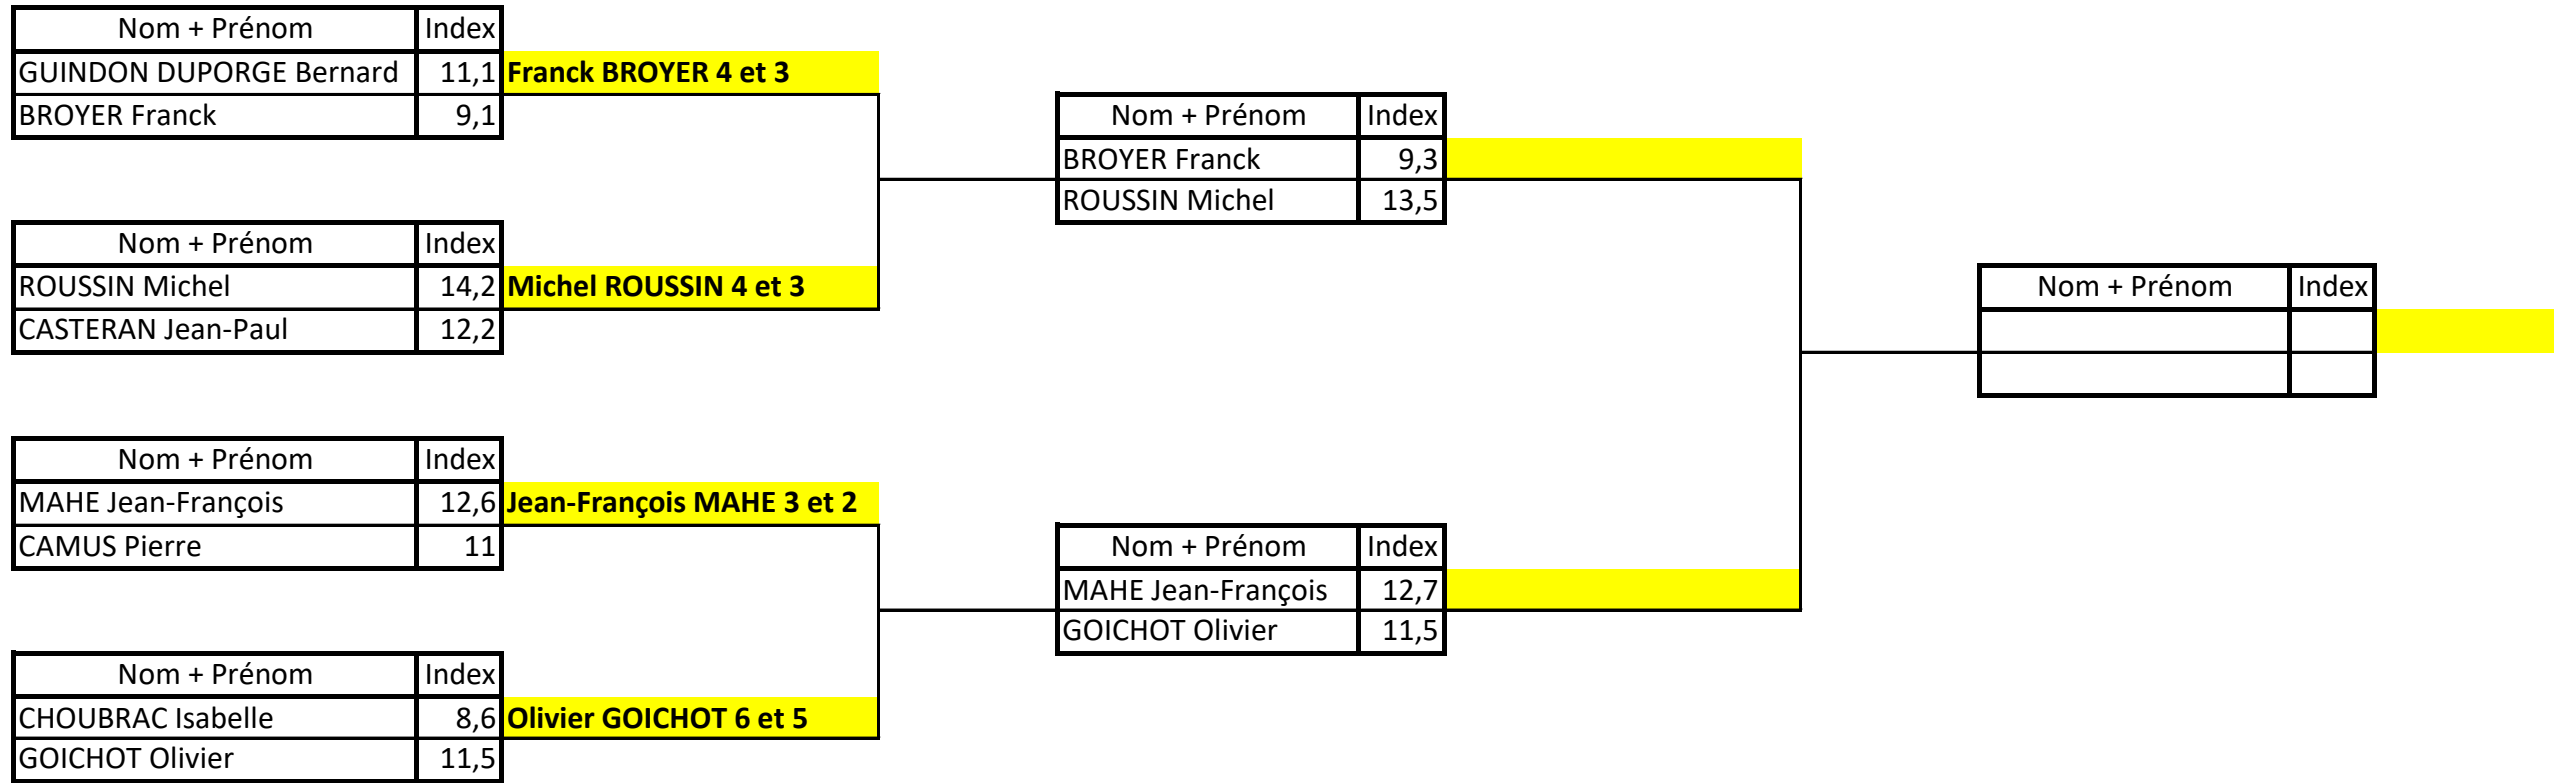 Nom + Prénom Index
GUINDON DUPORGE Bernard 11,1 Franck BROYER 4 et 3
BROYER Franck 9,1
Nom + Prénom Index
ROUSSIN Michel 14,2 Michel ROUSSIN 4 et 3
CASTERAN Jean-Paul 12,2
Nom + Prénom Index
MAHE Jean-François 12,6 Jean-François MAHE 3 et 2
CAMUS Pierre 11
Nom + Prénom Index
CHOUBRAC Isabelle 8,6 Olivier GOICHOT 6 et 5
GOICHOT Olivier 11,5
Nom + Prénom Index
BROYER Franck 9,3
ROUSSIN Michel 13,5
Nom + Prénom Index
MAHE Jean-François 12,7
GOICHOT Olivier 11,5
Nom + Prénom Index